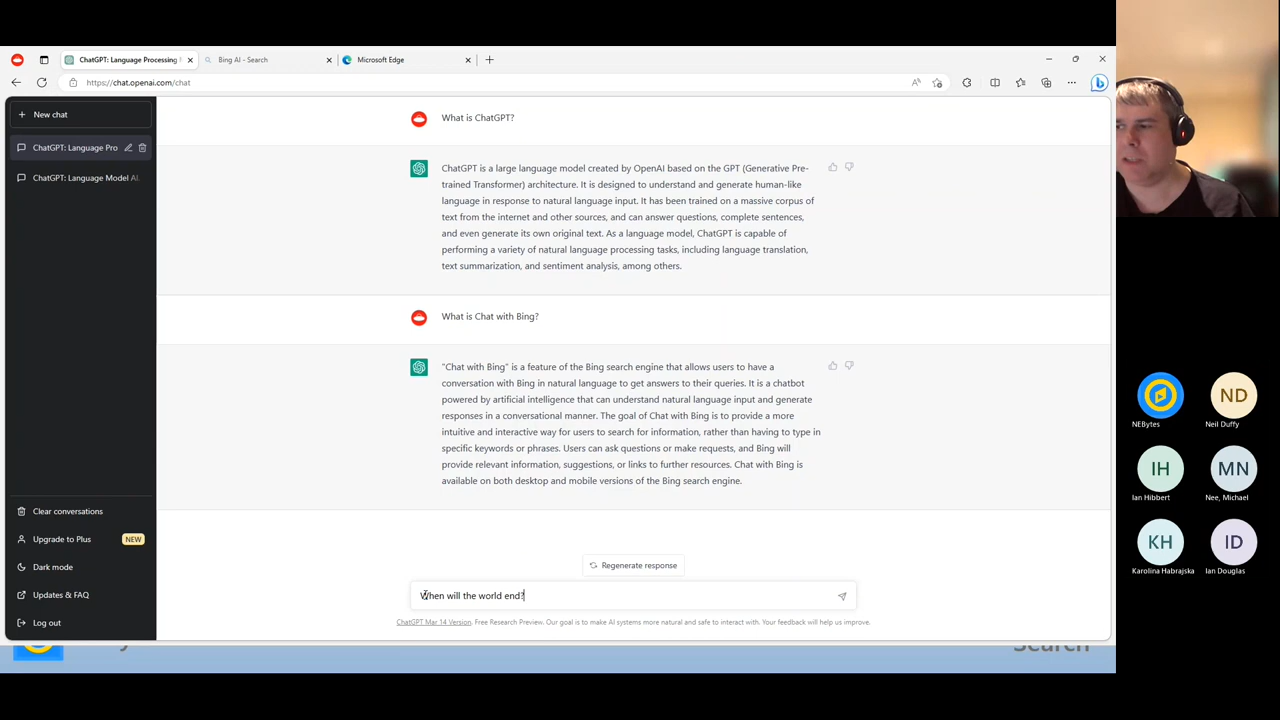 ChatGPT: Language Processing
Bing AI - Search
Microsoft Edge
https://chat.openai.com/chat
New chat
ChatGPT: Language Pro
ChatGPT: Language Model AI.
What is ChatGPT?
ChatGPT is a large language model created by OpenAI based on the GPT (Generative Pre-
trained Transformer) architecture. It is designed to understand and generate human-like
language in response to natural language input. It has been trained on a massive corpus of
text from the internet and other sources, and can answer questions, complete sentences,
and even generate its own original text. As a language model, ChatGPT is capable of
performing a variety of natural language processing tasks, including language translation,
text summarization, and sentiment analysis, among others.
What is Chat with Bing?
"Chat with Bing" is a feature of the Bing search engine that allows users to have a
conversation with Bing in natural language to get answers to their queries. It is a chatbot
powered by artificial intelligence that can understand natural language input and generate
responses in a conversational manner. The goal of Chat with Bing is to provide a more
intuitive and interactive way for users to search for information, rather than having to type in
specific keywords or phrases. Users can ask questions or make requests, and Bing will
provide relevant information, suggestions, or links to further resources. Chat with Bing is
available on both desktop and mobile versions of the Bing search engine.
Clear conversations
Upgrade to Plus NEW
Dark mode
Updates & FAQ
Log out
Regenerate response
When will the world end?
ChatGPT Mar 14 Version. Free Research Preview. Our goal is to make AI systems more natural and safe to interact with. Your feedback will help us improve.
Search
NEBytes
ND
Neil Duffy
IH
Ian Hibbert
MN
Nee, Michael
KH
Karolina Habrajska
ID
Ian Douglas